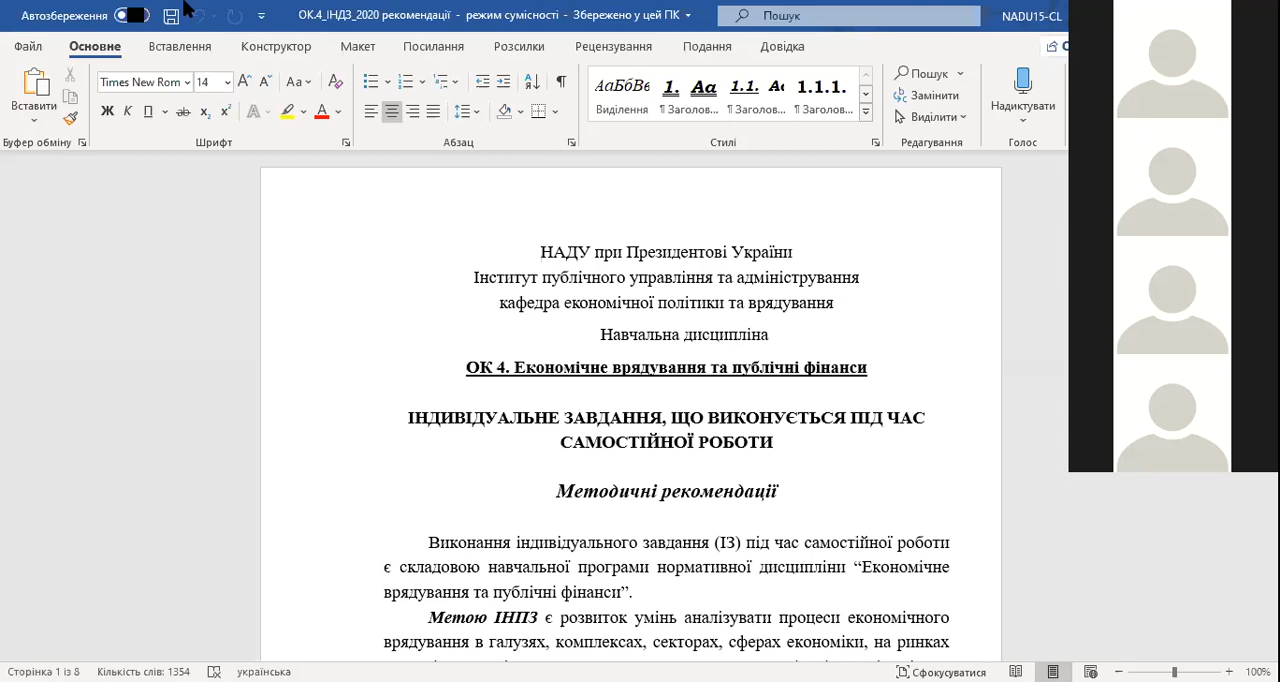 Автозбереження
ОК.4_ІНДЗ_2020 рекомендації - режим сумісності - Збережено у цей ПК
Пошук
NADU15-CL
Файл Основне Вставлення Конструктор Макет Посилання Розсилки Рецензування Подання Довідка
Вставити
Times New Rom 14
Aa
Ж К П ab x₂ x²
АаБбВв 1. Аа 1.1. Аа 1.1.1.
Виділення ¶ Заголов... ¶ Заголов... ¶ Заголов...
Пошук
Замінити
Виділити
Надиктувати
Буфер обміну Шрифт Абзац Стилі Редагування Голос
НАДУ при Президентові України
Інститут публічного управління та адміністрування
кафедра економічної політики та врядування
Навчальна дисципліна
ОК 4. Економічне врядування та публічні фінанси
ІНДИВІДУАЛЬНЕ ЗАВДАННЯ, ЩО ВИКОНУЄТЬСЯ ПІД ЧАС
САМОСТІЙНОЇ РОБОТИ
Методичні рекомендації
Виконання індивідуального завдання (ІЗ) під час самостійної роботи
є складовою навчальної програми нормативної дисципліни “Економічне
врядування та публічні фінанси”.
Метою ІНПЗ є розвиток умінь аналізувати процеси економічного
врядування в галузях, комплексах, секторах, сферах економіки, на ринках
Сторінка 1 із 8 Кількість слів: 1354 українська
Сфокусуватися
100%